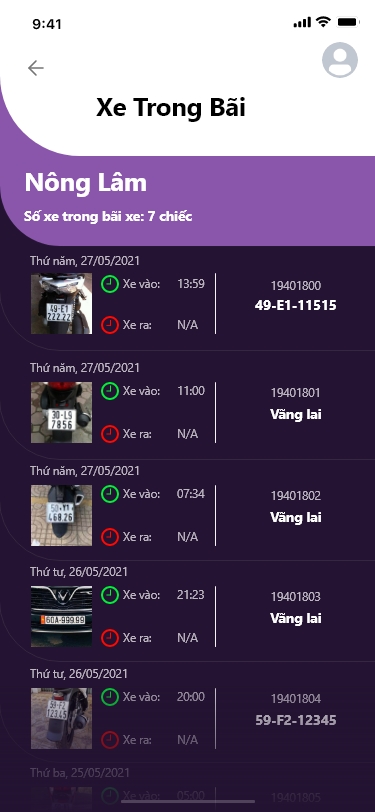 9:41
Xe Trong Bãi
Nông Lâm
Số xe trong bãi xe: 7 chiếc
Thứ năm, 27/05/2021
49-E1
222.22
Xe vào: 13:59
Xe ra: N/A
19401800
49-E1-11515
Thứ năm, 27/05/2021
30-L9
7856
Xe vào: 11:00
Xe ra: N/A
19401801
Vãng lai
Thứ năm, 27/05/2021
50-Y1
468.26
Xe vào: 07:34
Xe ra: N/A
19401802
Vãng lai
Thứ tư, 26/05/2021
60A-999.99
Xe vào: 21:23
Xe ra: N/A
19401803
Vãng lai
Thứ tư, 26/05/2021
59-F2
123.45
Xe vào: 20:00
Xe ra: N/A
19401804
59-F2-12345
Thứ ba, 25/05/2021
Xe vào: 05:00
19401805